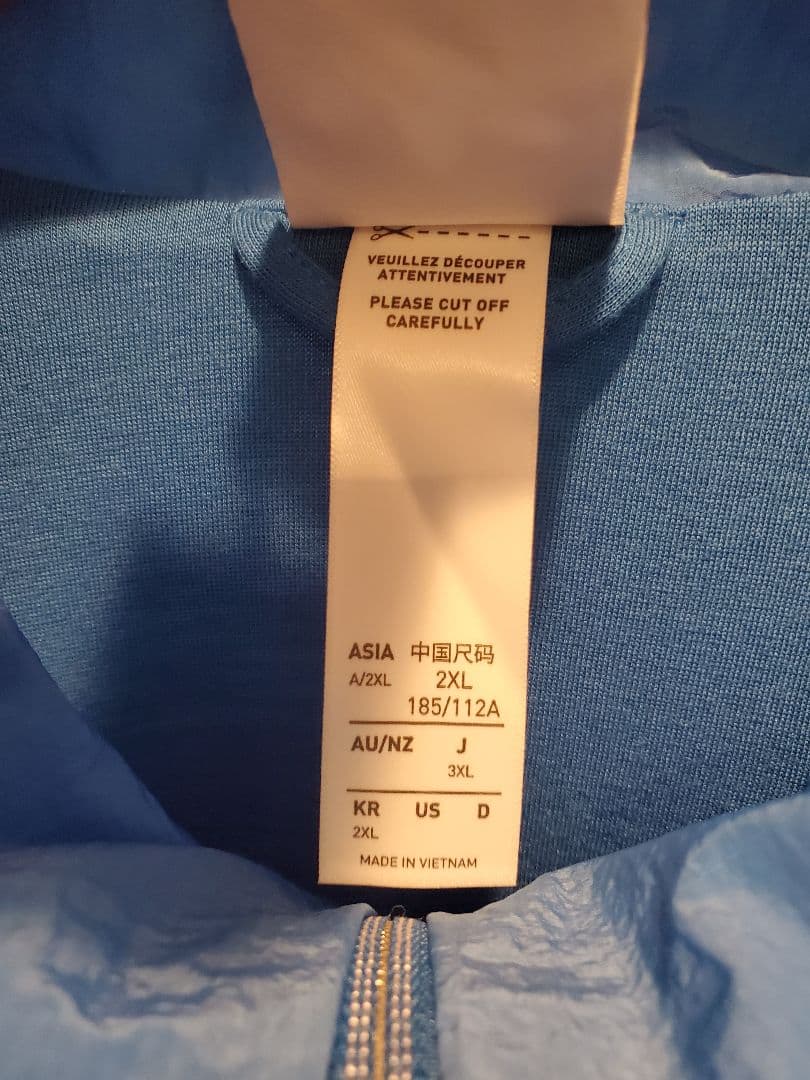 VEUILLEZ DÉCOUPER
ATTENTIVEMENT
PLEASE CUT OFF
CAREFULLY
ASIA 中国尺码
A/2XL 2XL
185/112A
AU/NZ J
3XL
KR US D
2XL
MADE IN VIETNAM